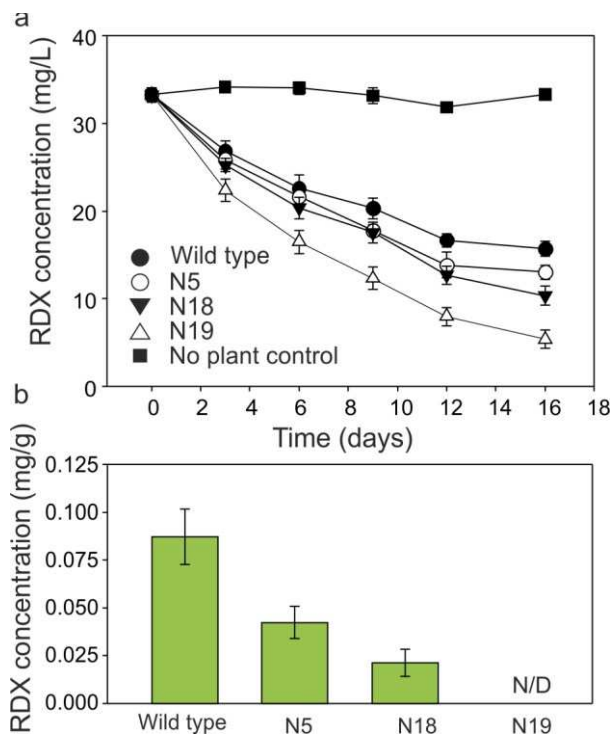 a
RDX concentration (mg/L)
40
30
20
10
0
Wild type
N5
N18
N19
No plant control
0 2 4 6 8 10 12 14 16 18
Time (days)
b
RDX concentration (mg/g)
0.125
0.100
0.075
0.050
0.025
0.000
N/D
Wild type N5 N18 N19